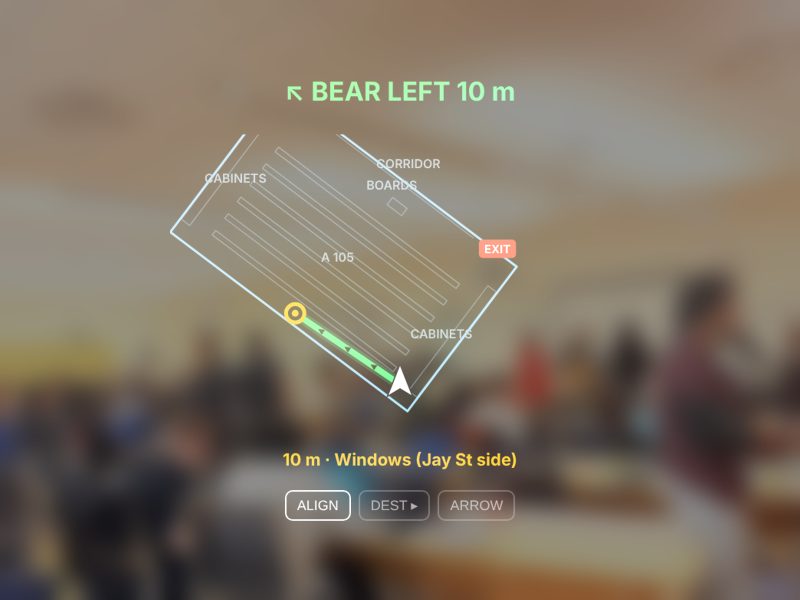 ↖ BEAR LEFT 10 m
CORRIDOR
CABINETS
BOARDS
EXIT
A 105
CABINETS
10 m · Windows (Jay St side)
ALIGN
DEST ▸
ARROW